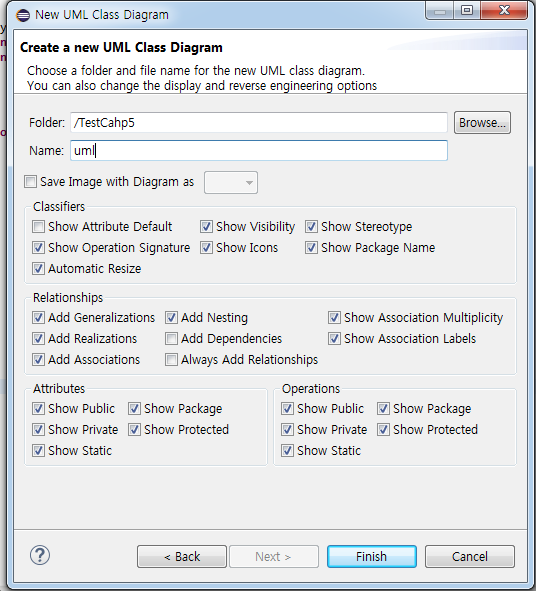 New UML Class Diagram
Create a new UML Class Diagram
Choose a folder and file name for the new UML class diagram.
You can also change the display and reverse engineering options
Folder: /TestCahp5 Browse...
Name: uml
Save Image with Diagram as
Classifiers
Show Attribute Default Show Visibility Show Stereotype
Show Operation Signature Show Icons Show Package Name
Automatic Resize
Relationships
Add Generalizations Add Nesting Show Association Multiplicity
Add Realizations Add Dependencies Show Association Labels
Add Associations Always Add Relationships
Attributes Operations
Show Public Show Package Show Public Show Package
Show Private Show Protected Show Private Show Protected
Show Static Show Static
? < Back Next > Finish Cancel